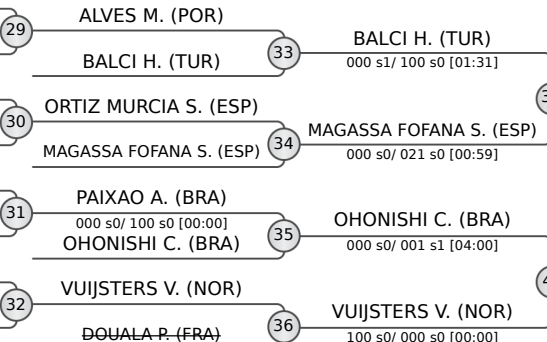 29
ALVES M. (POR)
33
BALCI H. (TUR)
BALCI H. (TUR)
000 s1/ 100 s0 [01:31]
30
ORTIZ MURCIA S. (ESP)
34
MAGASSA FOFANA S. (ESP)
MAGASSA FOFANA S. (ESP)
000 s0/ 021 s0 [00:59]
31
PAIXAO A. (BRA)
000 s0/ 100 s0 [00:00]
35
OHONISHI C. (BRA)
OHONISHI C. (BRA)
000 s0/ 001 s1 [04:00]
32
VUIJSTERS V. (NOR)
36
VUIJSTERS V. (NOR)
DOUALA P. (FRA)
100 s0/ 000 s0 [00:00]